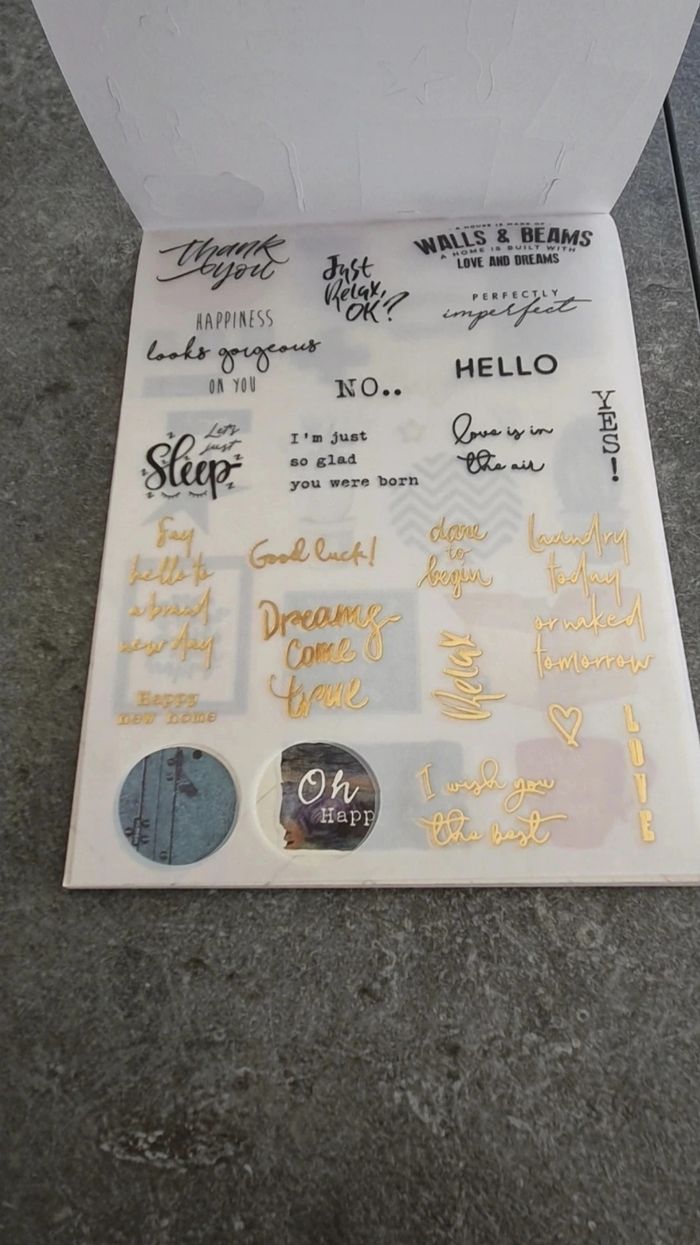 thank
you
Just
Relax,
OK?
A HOUSE IS MADE OF
WALLS & BEAMS
A HOME IS BUILT WITH
LOVE AND DREAMS
HAPPINESS
looks gorgeous
ON YOU
PERFECTLY
imperfect
NO..
HELLO
YES!
Let's
just
Sleep
z
z
z
z
z
I'm just
so glad
you were born
love is in
the air
Say
hello to
a brand
new day
Good luck!
dare
to
begin
laundry
today
or naked
tomorrow
Dreams
Come
true
Relax
Happy
new home
LOVE
Oh
Happ
I wish you
the best